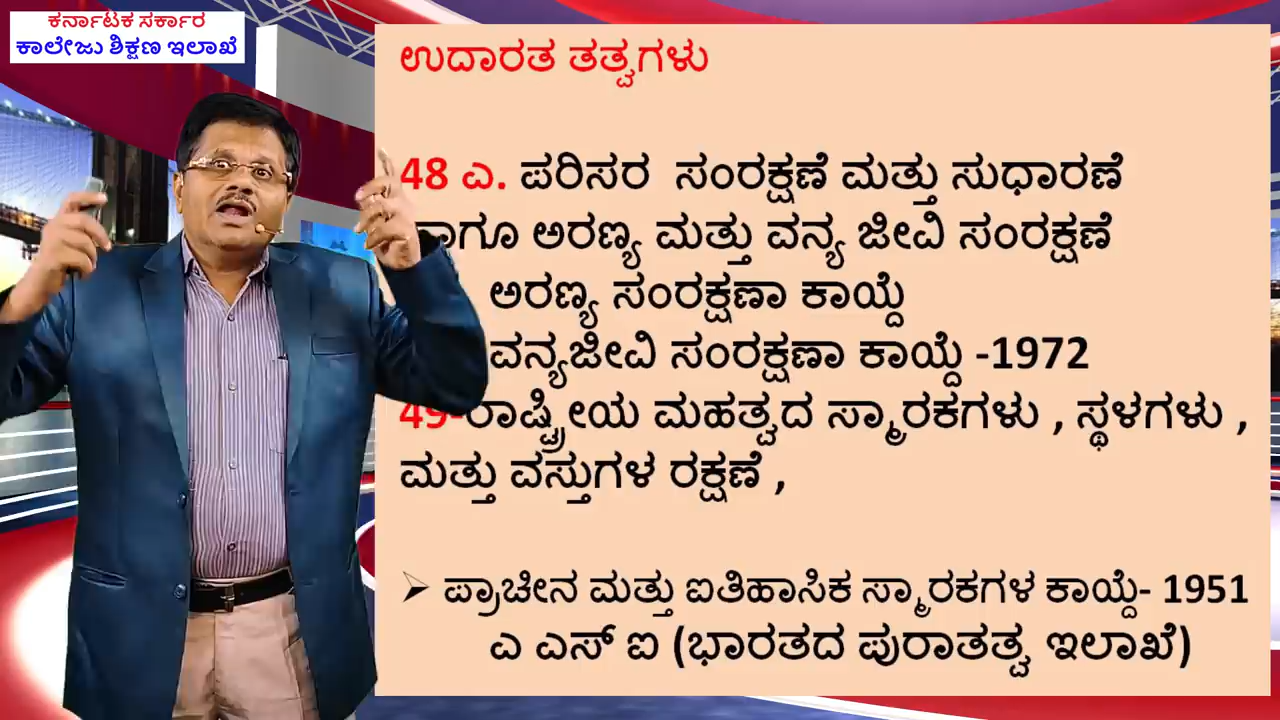 ಕರ್ನಾಟಕ ಸರ್ಕಾರ
ಕಾಲೇಜು ಶಿಕ್ಷಣ ಇಲಾಖೆ
ಉದಾರತ ತತ್ವಗಳು
48 ಎ. ಪರಿಸರ ಸಂರಕ್ಷಣೆ ಮತ್ತು ಸುಧಾರಣೆ
ಅರಣ್ಯ ಮತ್ತು ವನ್ಯ ಜೀವಿ ಸಂರಕ್ಷಣೆ
ಅರಣ್ಯ ಸಂರಕ್ಷಣಾ ಕಾಯ್ದೆ
ವನ್ಯಜೀವಿ ಸಂರಕ್ಷಣಾ ಕಾಯ್ದೆ -1972
49-ರಾಷ್ಟ್ರೀಯ ಮಹತ್ವದ ಸ್ಮಾರಕಗಳು , ಸ್ಥಳಗಳು ,
ಮತ್ತು ವಸ್ತುಗಳ ರಕ್ಷಣೆ ,
➢ ಪ್ರಾಚೀನ ಮತ್ತು ಐತಿಹಾಸಿಕ ಸ್ಮಾರಕಗಳ ಕಾಯ್ದೆ- 1951
ಎ ಎಸ್ ಐ (ಭಾರತದ ಪುರಾತತ್ವ ಇಲಾಖೆ)